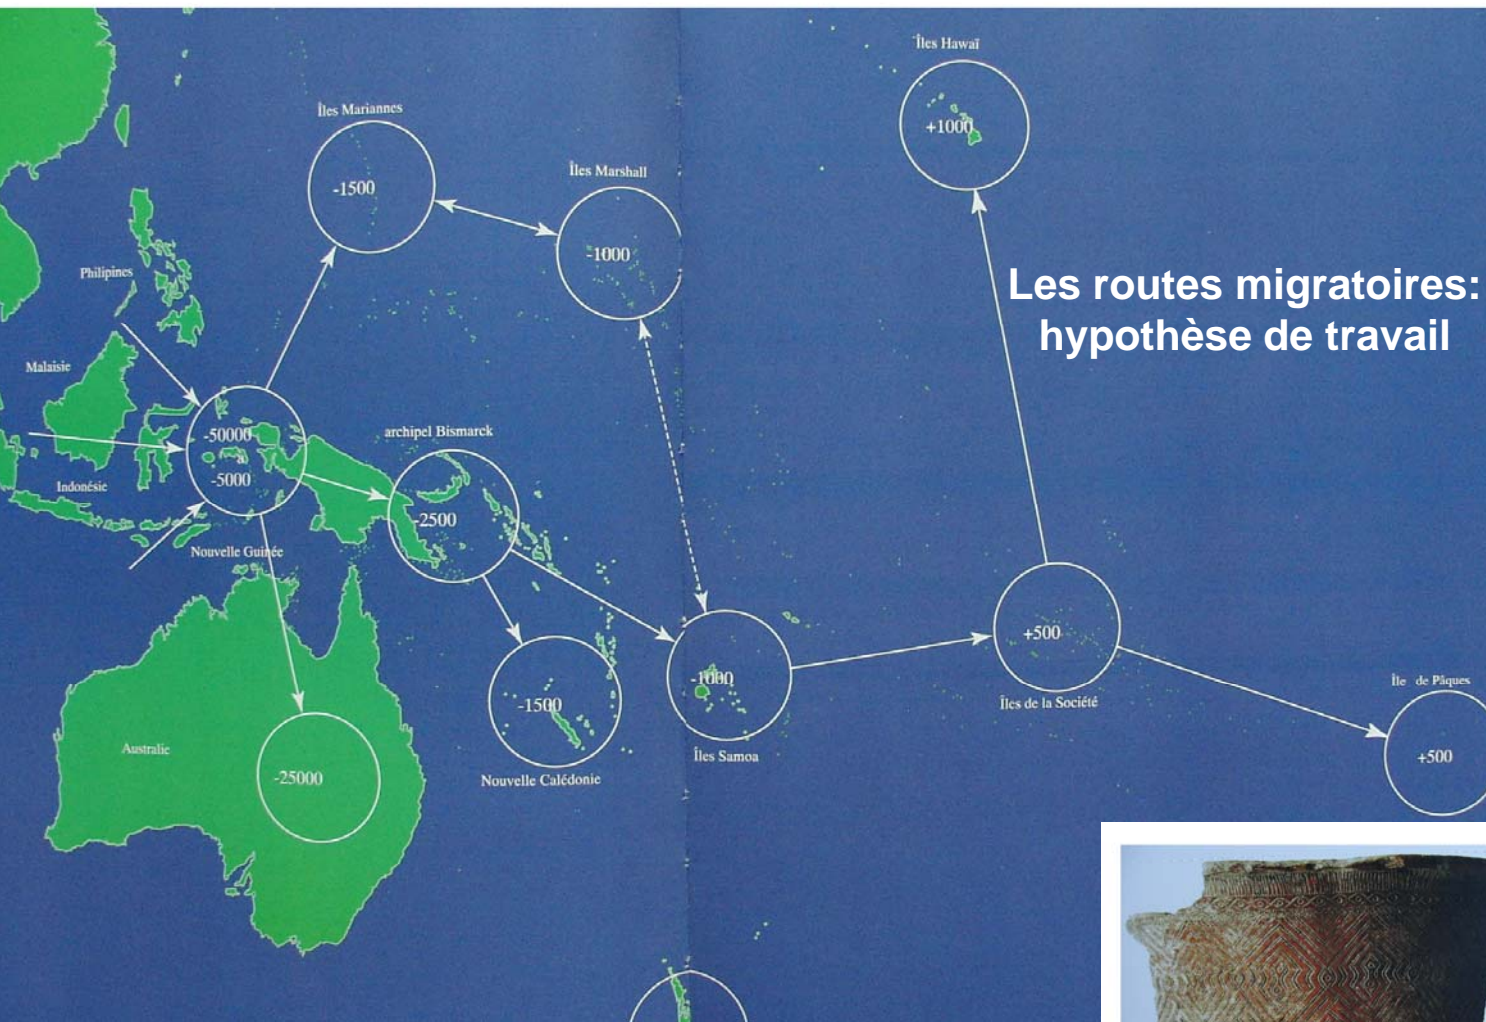 Îles Hawaï
+1000
Îles Mariannes
-1500
Îles Marshall
-1000
Les routes migratoires:
hypothèse de travail
Philipines
Malaisie
-50000
à
-5000
Indonésie
archipel Bismarck
-2500
Nouvelle Guinée
Australie
-25000
-1500
Nouvelle Calédonie
-1000
Îles Samoa
+500
Îles de la Société
Île de Pâques
+500